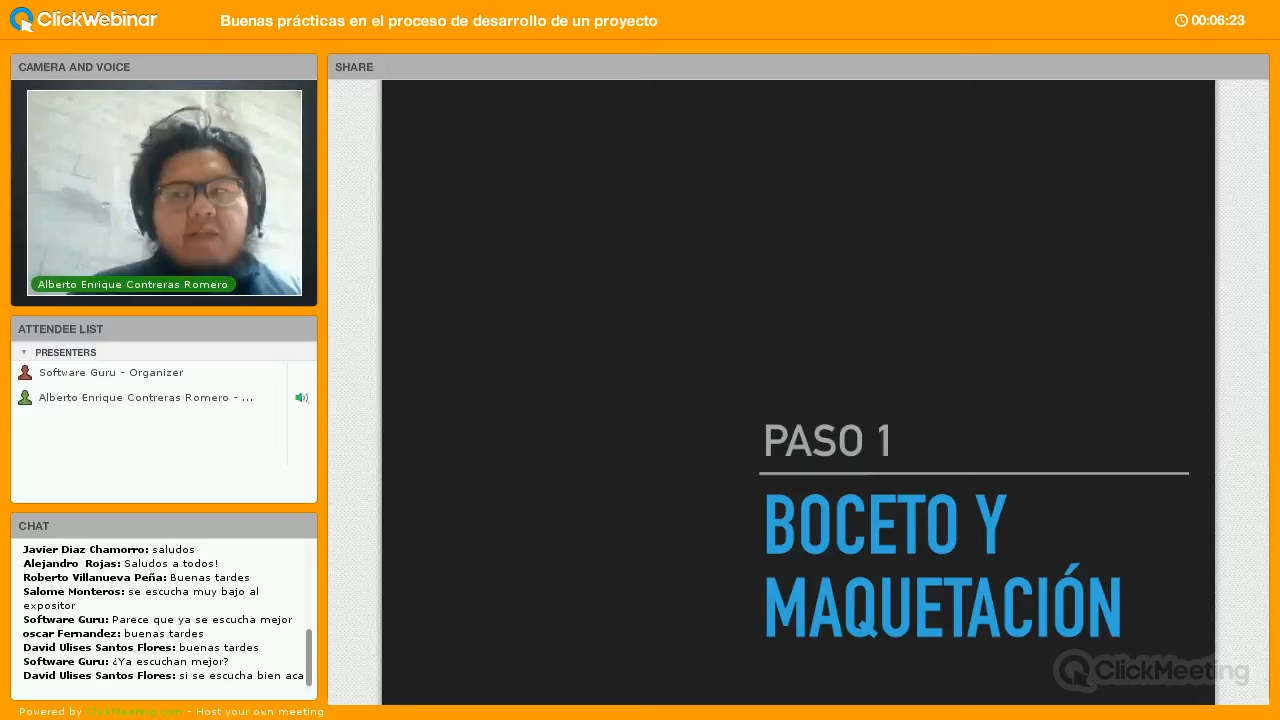 ClickWebinar
Buenas prácticas en el proceso de desarrollo de un proyecto
00:06:23
CAMERA AND VOICE
Alberto Enrique Contreras Romero
ATTENDEE LIST
PRESENTERS
Software Guru - Organizer
Alberto Enrique Contreras Romero - ...
CHAT
Javier Diaz Chamorro: saludos
Alejandro Rojas: Saludos a todos!
Roberto Villanueva Peña: Buenas tardes
Salome Monteros: se escucha muy bajo al
expositor
Software Guru: Parece que ya se escucha mejor
oscar Fernandez: buenas tardes
David Ulises Santos Flores: buenas tardes
Software Guru: ¿Ya escuchan mejor?
David Ulises Santos Flores: si se escucha bien aca
SHARE
PASO 1
BOCETO Y
MAQUETACIÓN
ClickMeeting
Powered by ClickMeeting.com - Host your own meeting